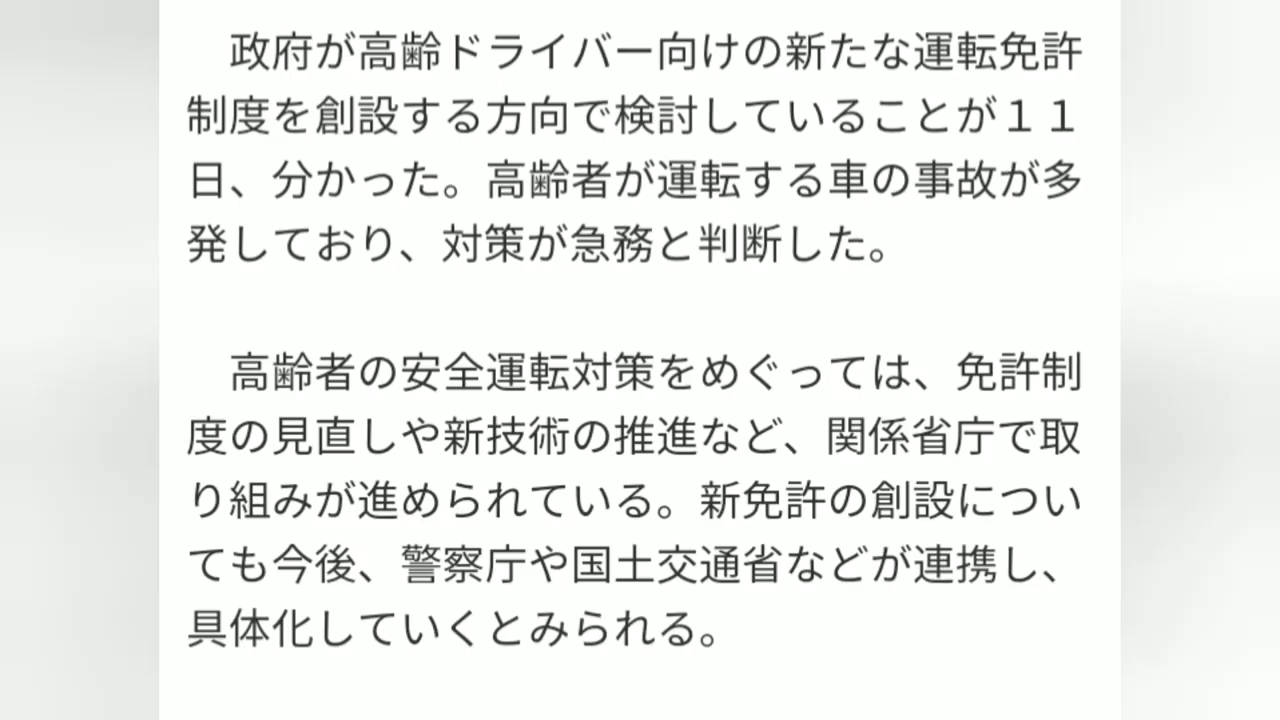 政府が高齢ドライバー向けの新たな運転免許
制度を創設する方向で検討していることが１１
日、分かった。高齢者が運転する車の事故が多
発しており、対策が急務と判断した。
　高齢者の安全運転対策をめぐっては、免許制
度の見直しや新技術の推進など、関係省庁で取
り組みが進められている。新免許の創設につい
ても今後、警察庁や国土交通省などが連携し、
具体化していくとみられる。